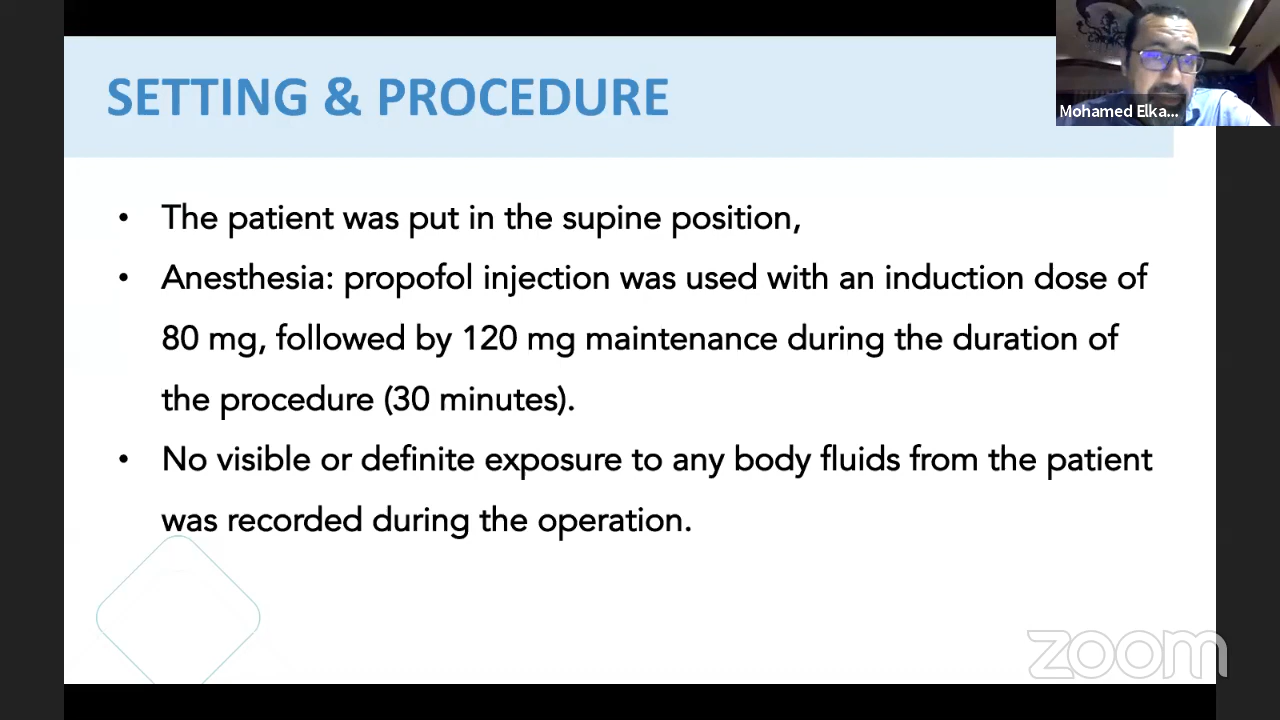 SETTING & PROCEDURE
Mohamed Elka...
• The patient was put in the supine position,
• Anesthesia: propofol injection was used with an induction dose of
80 mg, followed by 120 mg maintenance during the duration of
the procedure (30 minutes).
• No visible or definite exposure to any body fluids from the patient
was recorded during the operation.
zoom